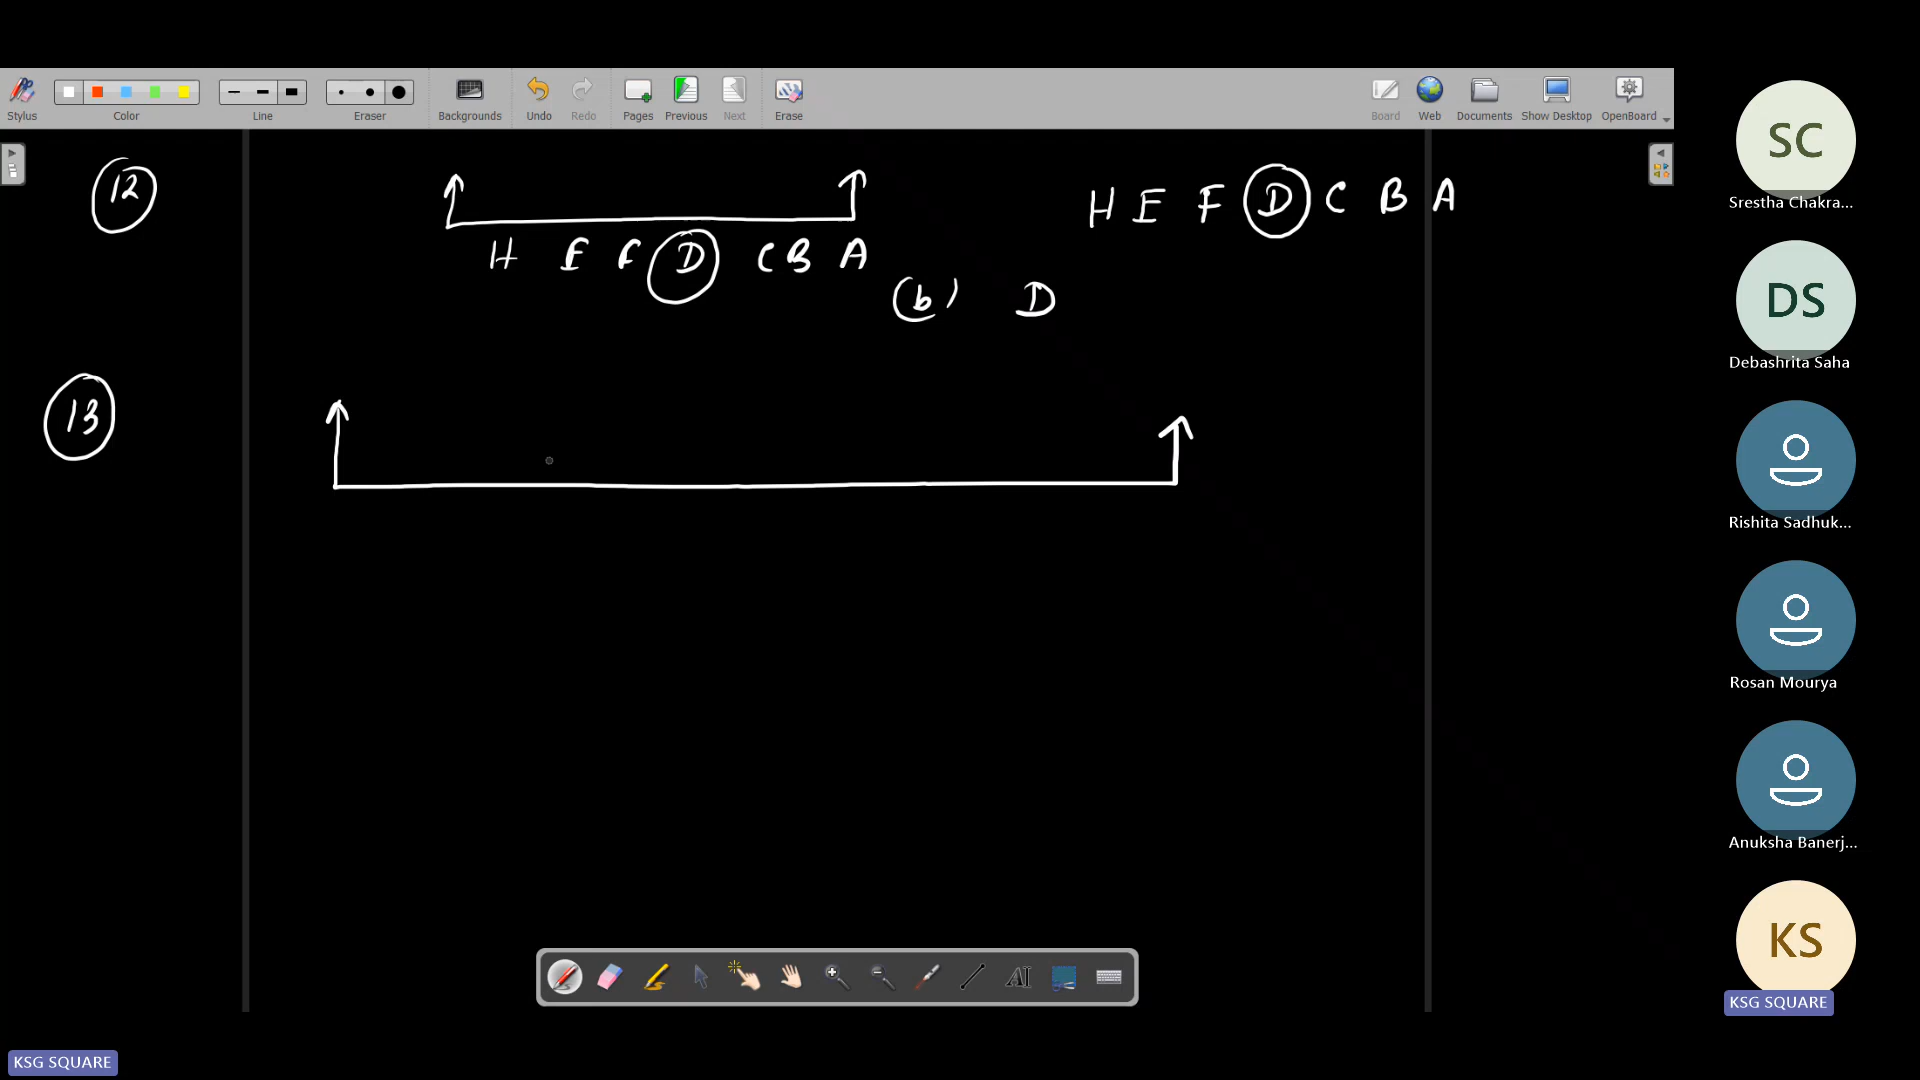 Stylus Color Line Eraser Backgrounds Undo Redo Pages Previous Next Erase Board Web Documents Show Desktop OpenBoard
12
H E F D C B A
H E F D C B A
(b) D
13
SC
Srestha Chakra...
DS
Debashrita Saha
Rishita Sadhuk...
Rosan Mourya
Anuksha Banerj...
KS
KSG SQUARE
AI
KSG SQUARE